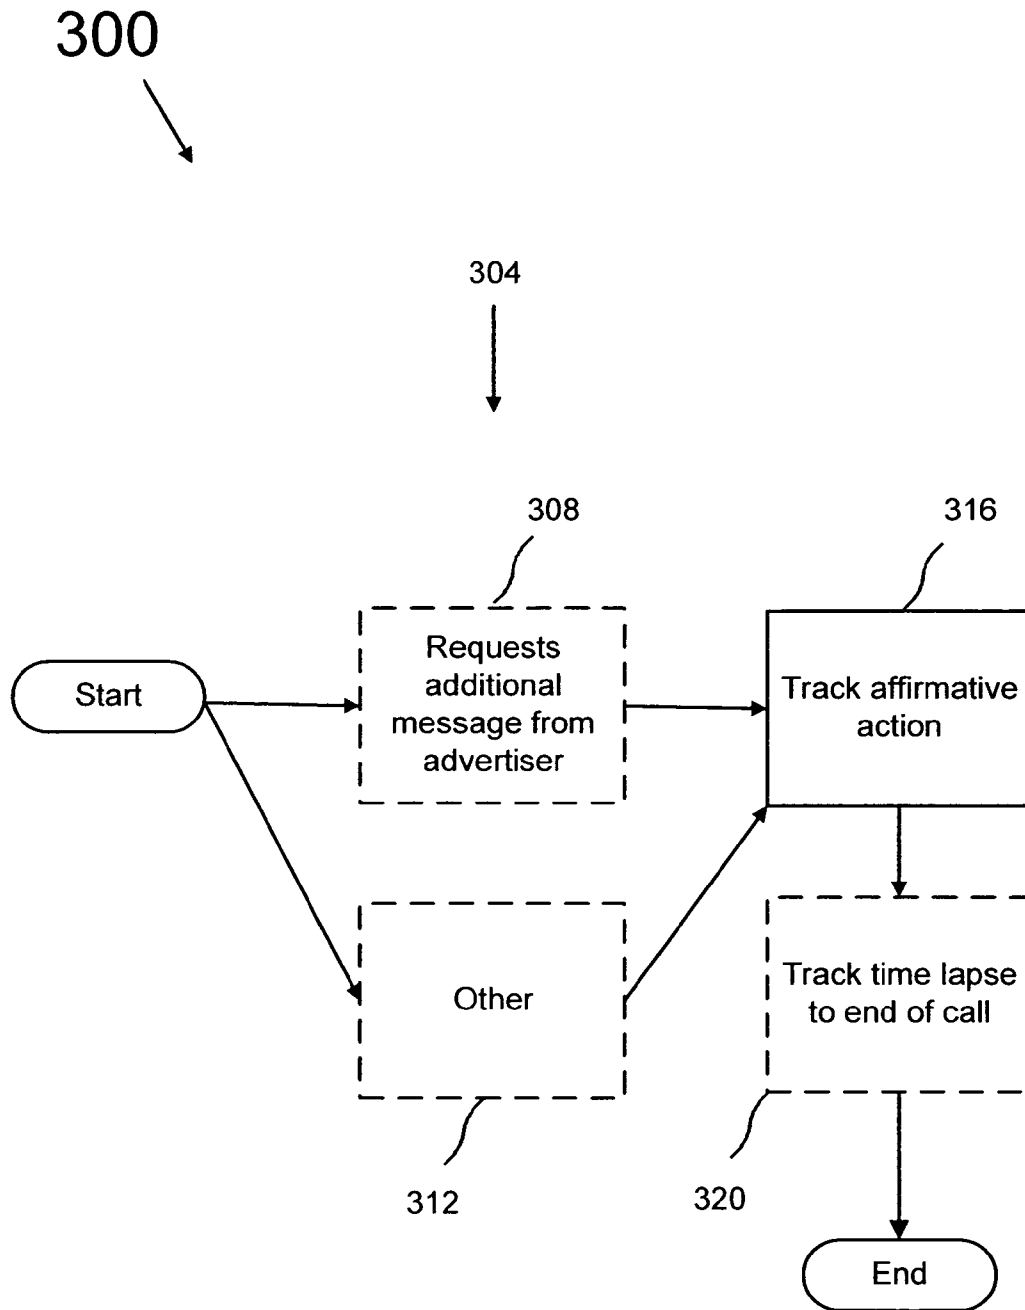 300
304
308
316
Start
Requests
additional
message from
advertiser
Track affirmative
action
Other
Track time lapse
to end of call
312
320
End